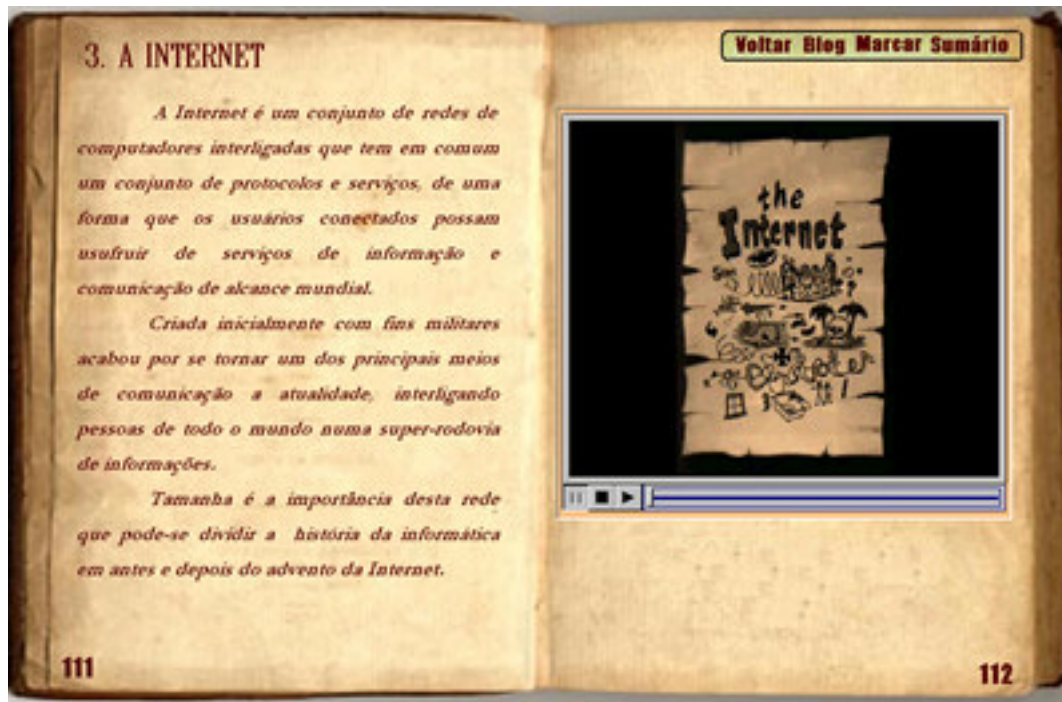 3. A INTERNET
A Internet é um conjunto de redes de
computadores interligadas que tem em comum
um conjunto de protocolos e serviços, de uma
forma que os usuários conectados possam
usufruir de serviços de informação e
comunicação de alcance mundial.
Criada inicialmente com fins militares
acabou por se tornar um dos principais meios
de comunicação a atualidade, interligando
pessoas de todo o mundo numa super-rodovia
de informações.
Tamanha é a importância desta rede
que pode-se dividir a história da informática
em antes e depois do advento da Internet.
111
Voltar Blog Marcar Sumário
the
Internet
112